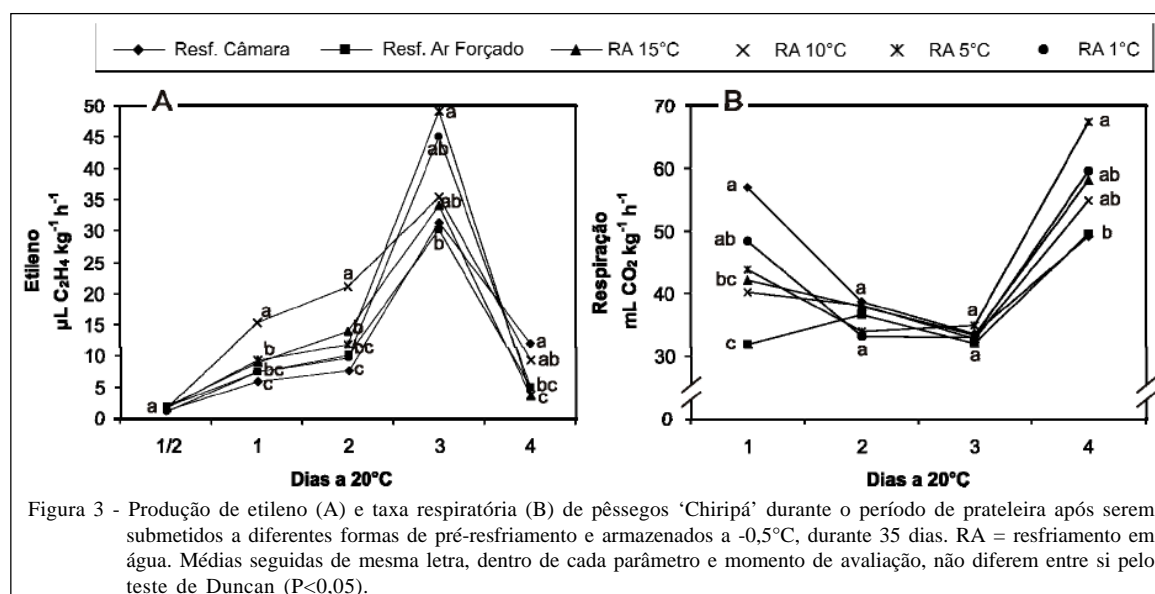 Resf. Câmara Resf. Ar Forçado RA 15°C RA 10°C RA 5°C RA 1°C
A
50
45
40
35
30
25
20
15
10
5
0
Etileno
µL C₂H₄ kg⁻¹ h⁻¹
a
a
b
bc
c
a
b
bc
c
a
ab
ab
b
a
ab
bc
c
1/2 1 2 3 4
Dias a 20°C
B
70
60
50
40
30
0
Respiração
mL CO₂ kg⁻¹ h⁻¹
a
ab
bc
c
a
a
a
a
a
ab
ab
b
1 2 3 4
Dias a 20°C
Figura 3 - Produção de etileno (A) e taxa respiratória (B) de pêssegos ‘Chiripá’ durante o período de prateleira após serem
submetidos a diferentes formas de pré-resfriamento e armazenados a -0,5°C, durante 35 dias. RA = resfriamento em
água. Médias seguidas de mesma letra, dentro de cada parâmetro e momento de avaliação, não diferem entre si pelo
teste de Duncan (P<0,05).